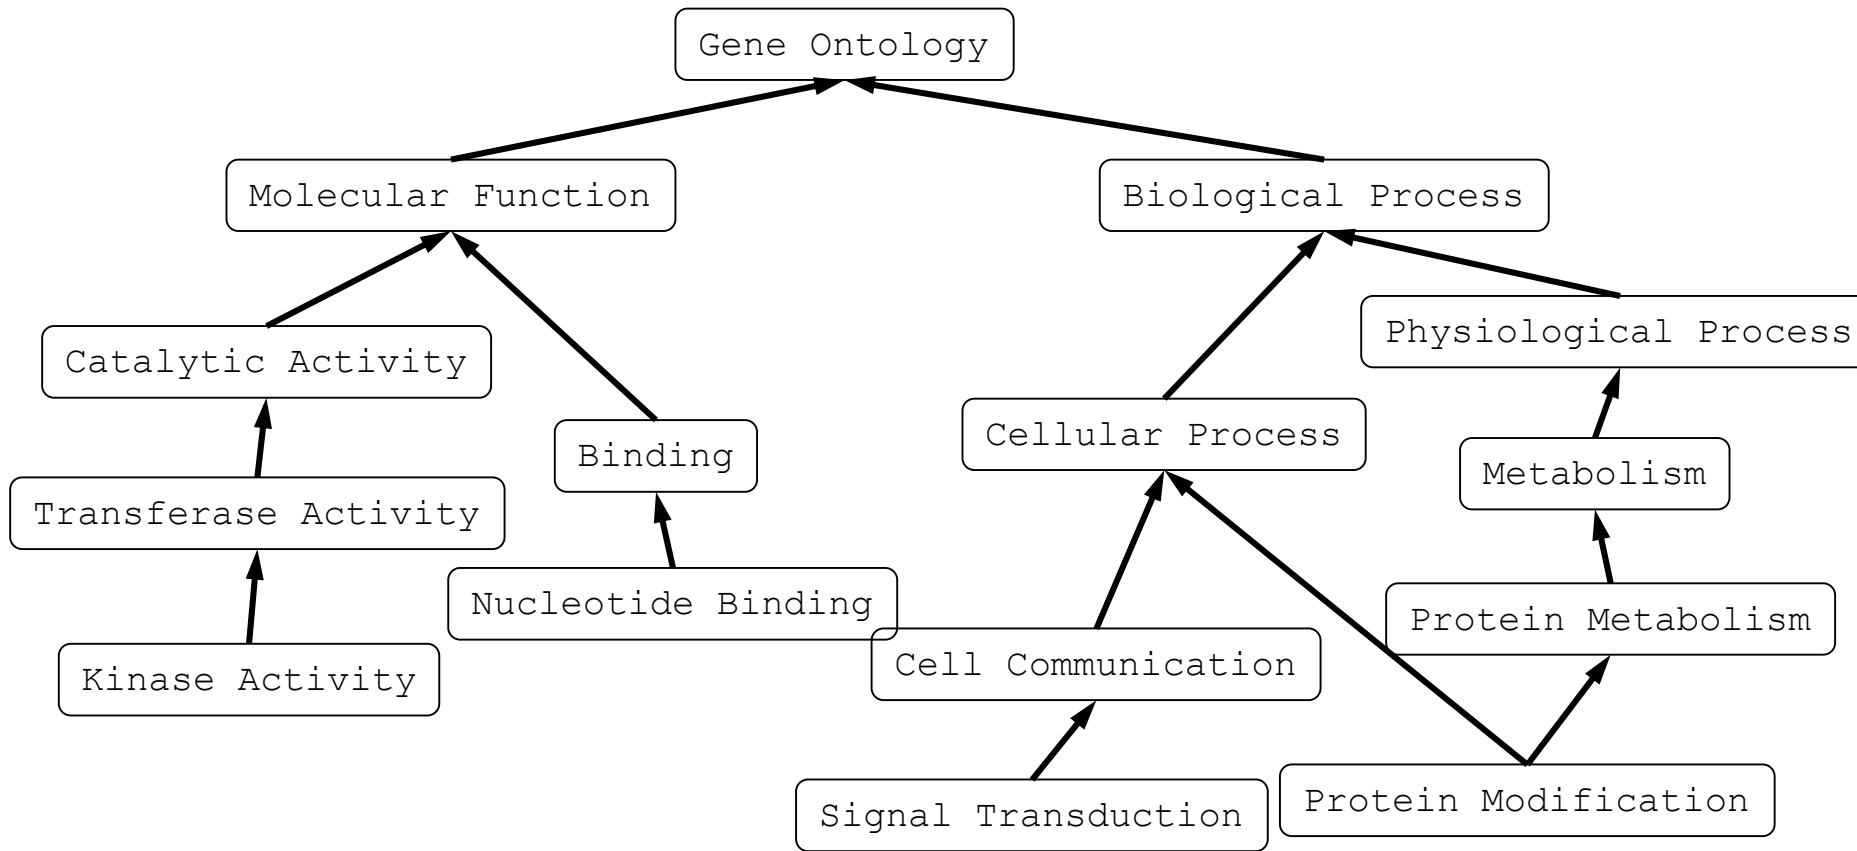 Gene Ontology
Molecular Function
Biological Process
Catalytic Activity
Physiological Process
Binding
Cellular Process
Metabolism
Transferase Activity
Nucleotide Binding
Protein Metabolism
Kinase Activity
Cell Communication
Signal Transduction
Protein Modification